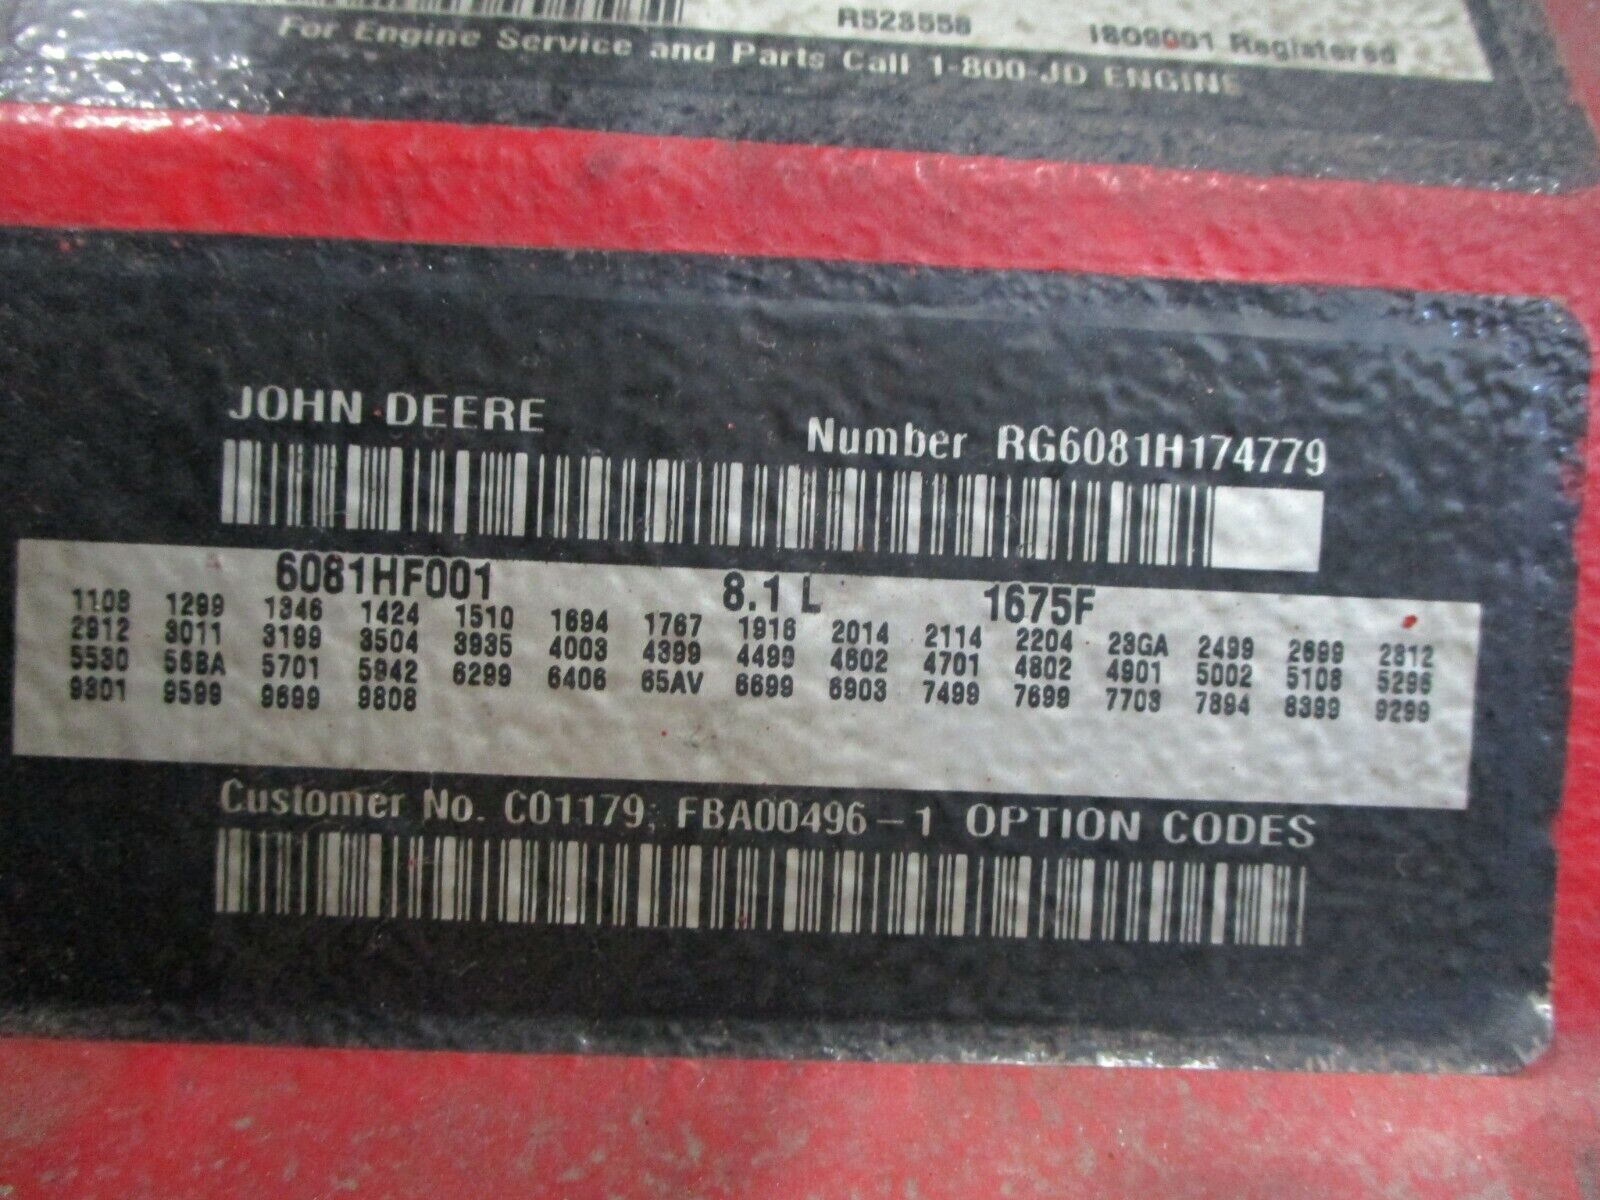 R528558 ISO9001 Registered
For Engine Service and Parts Call 1-800-JD ENGINE
JOHN DEERE Number RG6081H174779
6081HF001 8.1 L 1675F
1108 1299 1346 1424 1510 1694 1767 1916 2014 2114 2204 23GA 2499 2699 2812
2912 3011 3199 3504 3935 4003 4399 4499 4602 4701 4802 4901 5002 5108 5296
5530 56BA 5701 5942 6299 6406 65AV 6699 6903 7499 7699 7703 7894 8399 9299
9301 9599 9699 9808
Customer No. C01179; FBA00496-1 OPTION CODES